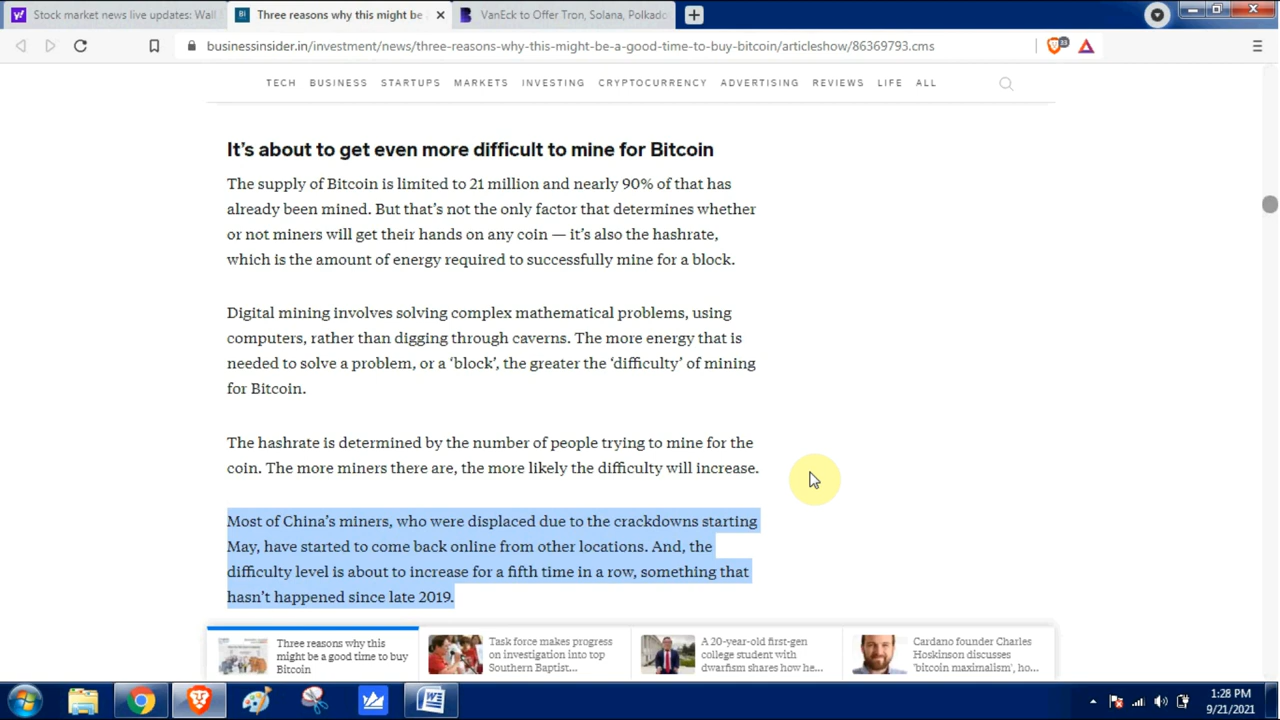 Stock market news live updates: Wall S
Three reasons why this might be a
VanEck to Offer Tron, Solana, Polkado
businessinsider.in/investment/news/three-reasons-why-this-might-be-a-good-time-to-buy-bitcoin/articleshow/86369793.cms
TECH BUSINESS STARTUPS MARKETS INVESTING CRYPTOCURRENCY ADVERTISING REVIEWS LIFE ALL
It's about to get even more difficult to mine for Bitcoin
The supply of Bitcoin is limited to 21 million and nearly 90% of that has
already been mined. But that's not the only factor that determines whether
or not miners will get their hands on any coin — it's also the hashrate,
which is the amount of energy required to successfully mine for a block.
Digital mining involves solving complex mathematical problems, using
computers, rather than digging through caverns. The more energy that is
needed to solve a problem, or a ‘block’, the greater the ‘difficulty’ of mining
for Bitcoin.
The hashrate is determined by the number of people trying to mine for the
coin. The more miners there are, the more likely the difficulty will increase.
Most of China's miners, who were displaced due to the crackdowns starting
May, have started to come back online from other locations. And, the
difficulty level is about to increase for a fifth time in a row, something that
hasn't happened since late 2019.
Three reasons why this
might be a good time to buy
Bitcoin
Task force makes progress
on investigation into top
Southern Baptist...
A 20-year-old first-gen
college student with
dwarfism shares how he...
Cardano founder Charles
Hoskinson discusses
'bitcoin maximalism', ho...
1:28 PM
9/21/2021